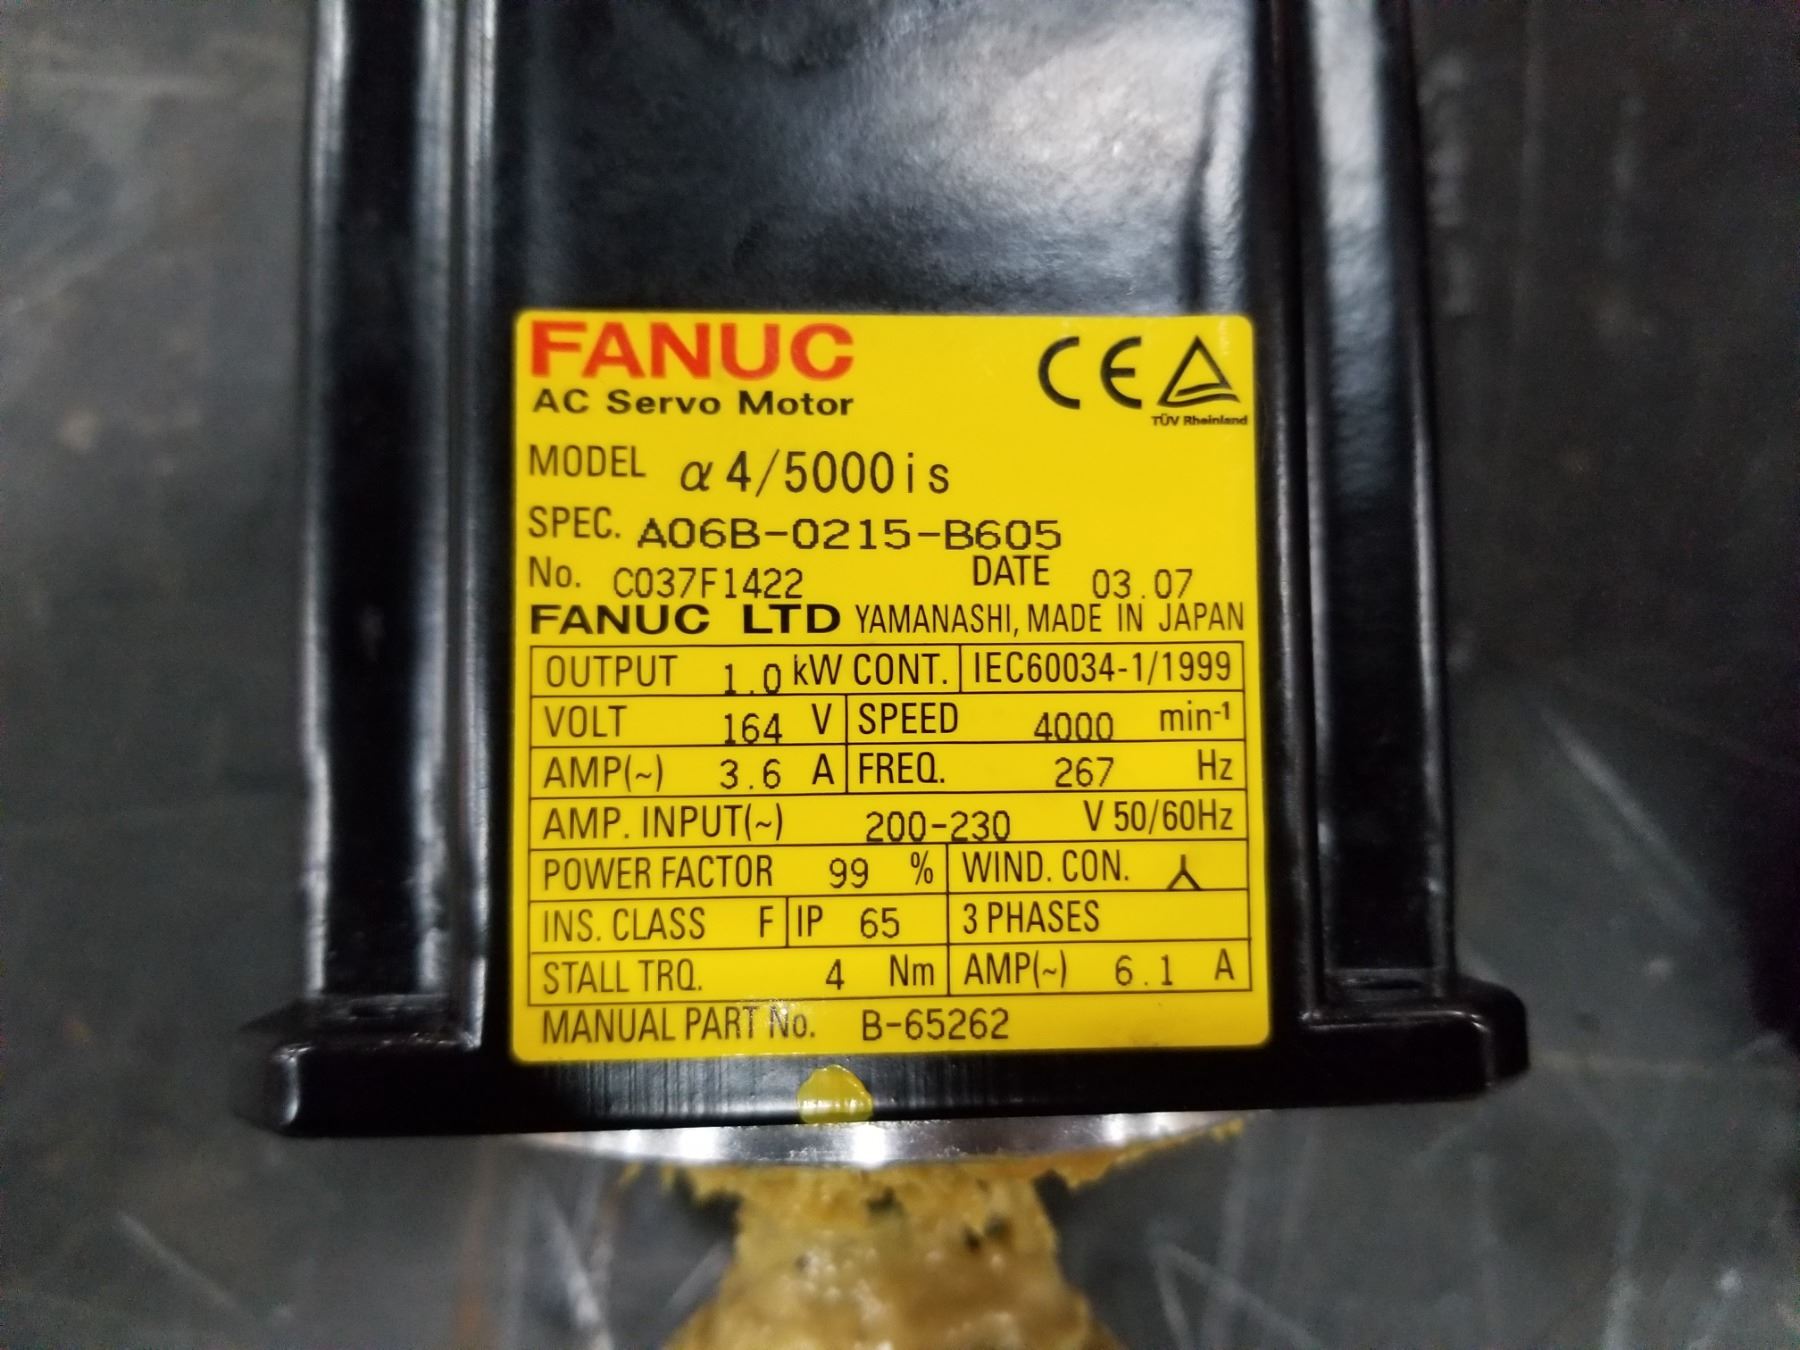 FANUC
AC Servo Motor
CE
TÜV Rheinland
MODEL α 4/5000is
SPEC. A06B-0215-B605
No. C037F1422 DATE 03.07
FANUC LTD YAMANASHI, MADE IN JAPAN
OUTPUT 1.0 kW CONT. IEC60034-1/1999
VOLT 164 V SPEED 4000 min-¹
AMP(~) 3.6 A FREQ. 267 Hz
AMP. INPUT(~) 200-230 V 50/60Hz
POWER FACTOR 99 % WIND. CON.
INS. CLASS F IP 65 3 PHASES
STALL TRQ. 4 Nm AMP(~) 6.1 A
MANUAL PART No. B-65262